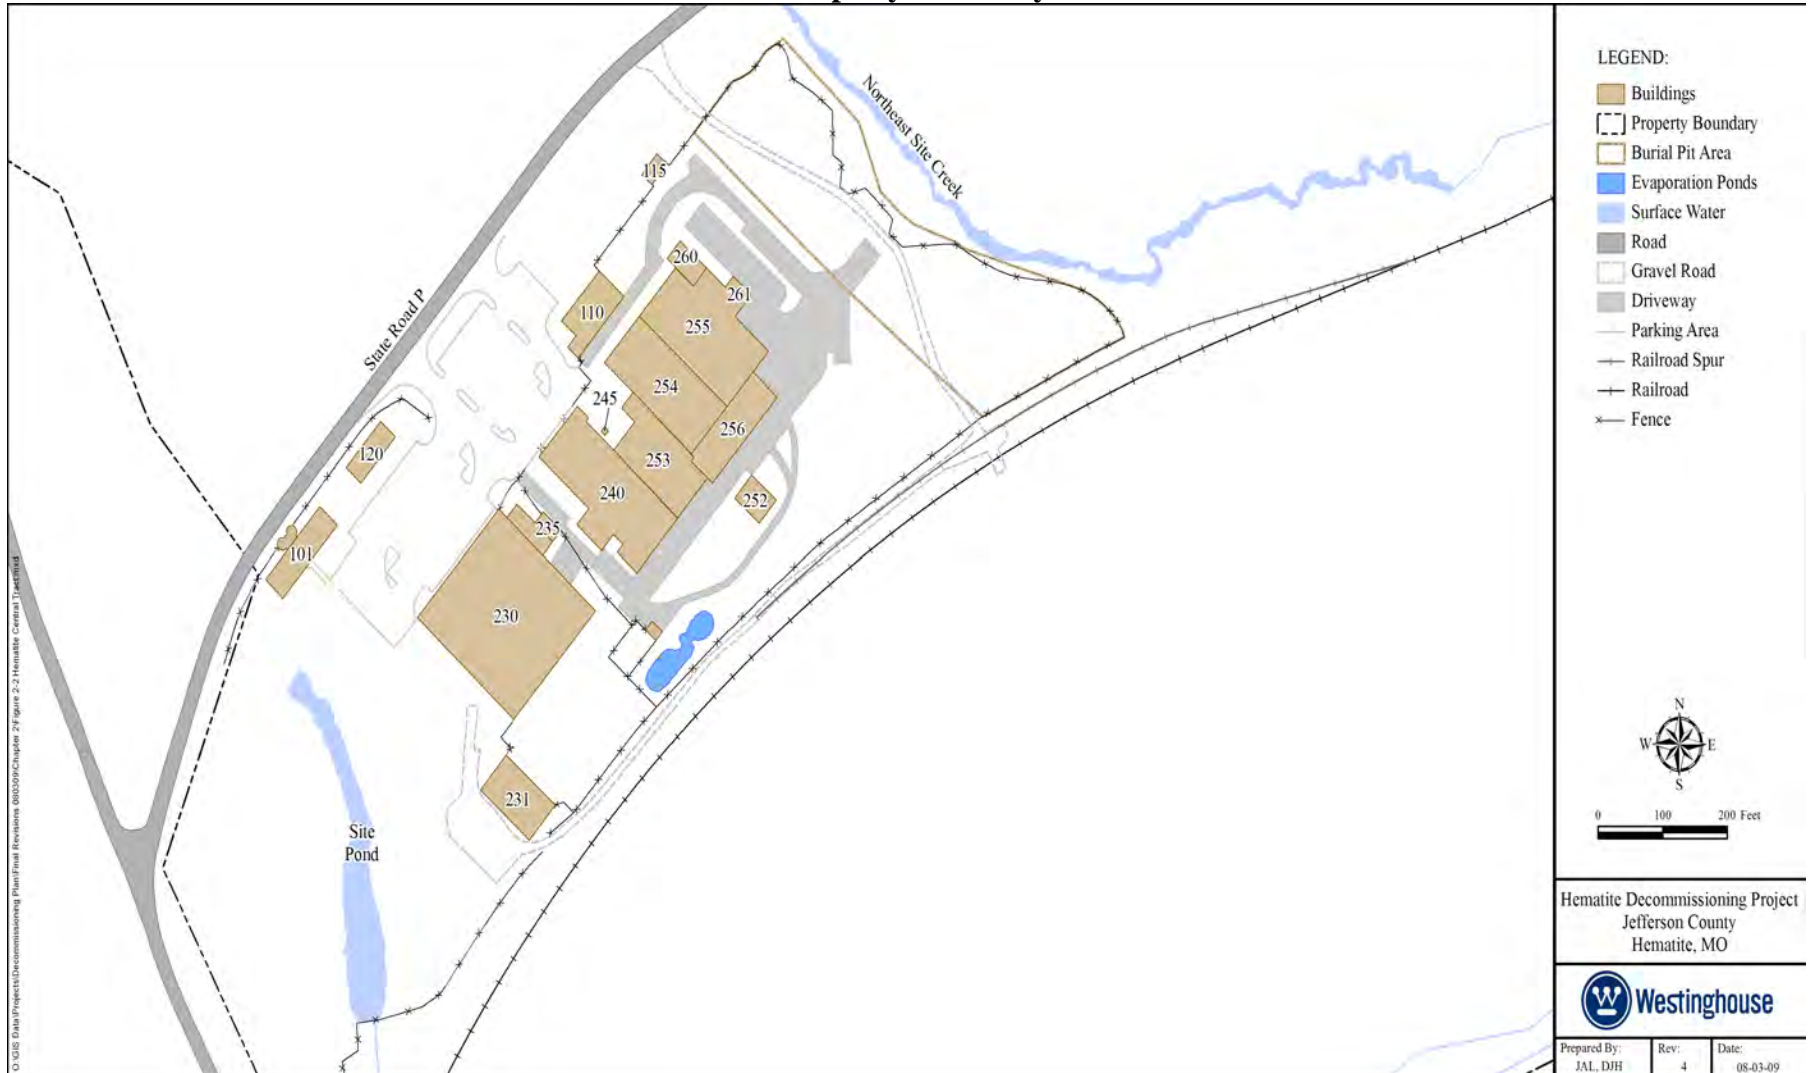 Northeast Site Creek
115
260
261
110
255
State Road P
254
245
256
120
253
240
252
235
101
230
231
Site
Pond
LEGEND:
Buildings
Property Boundary
Burial Pit Area
Evaporation Ponds
Surface Water
Road
Gravel Road
Driveway
Parking Area
Railroad Spur
Railroad
Fence
N
W E
S
0 100 200 Feet
Hematite Decommissioning Project
Jefferson County
Hematite, MO
Westinghouse
Prepared By: Rev: Date:
JAL, DJH 4 08-03-09